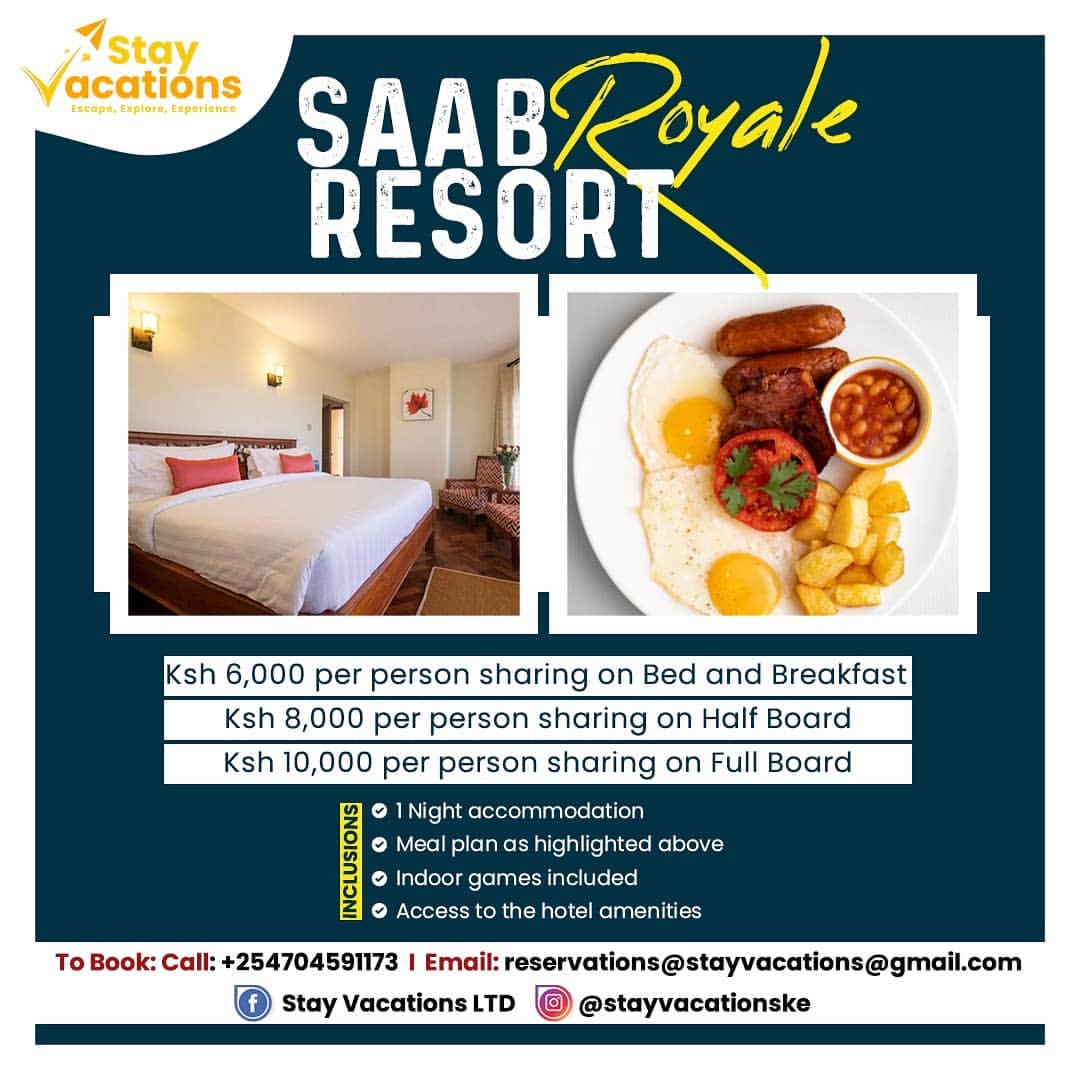 Stay
Vacations
Escape, Explore, Experience
SAAB Royale
RESORT
Ksh 6,000 per person sharing on Bed and Breakfast
Ksh 8,000 per person sharing on Half Board
Ksh 10,000 per person sharing on Full Board
INCLUSIONS
1 Night accommodation
Meal plan as highlighted above
Indoor games included
Access to the hotel amenities
To Book: Call: +254704591173 I Email: reservations@stayvacations@gmail.com
Stay Vacations LTD @stayvacationske